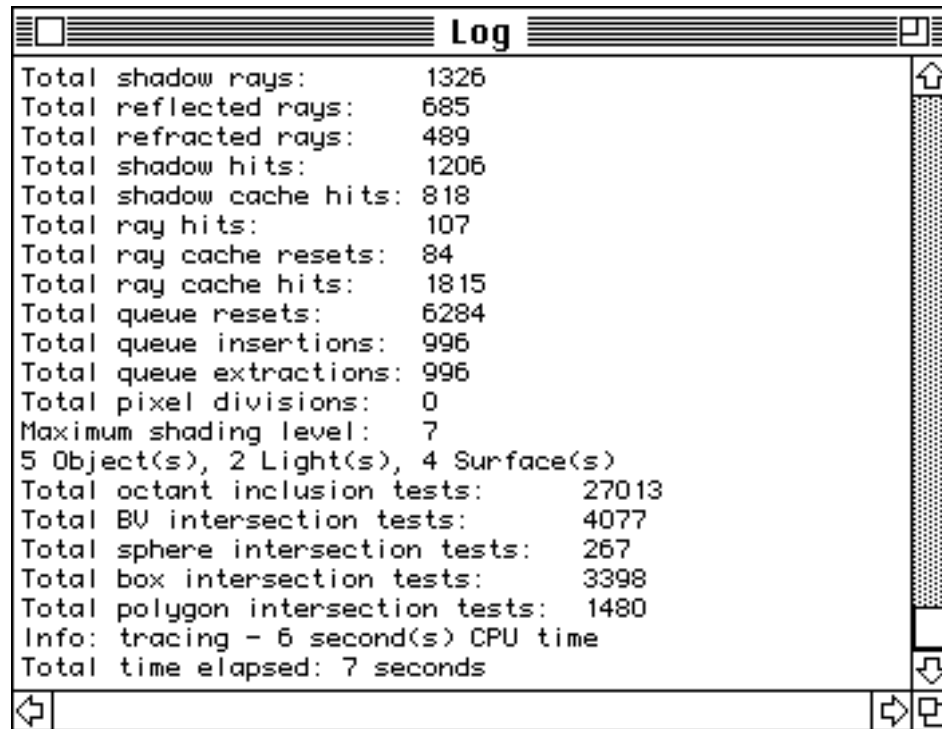 Log
Total shadow rays: 1326
Total reflected rays: 685
Total refracted rays: 489
Total shadow hits: 1206
Total shadow cache hits: 818
Total ray hits: 107
Total ray cache resets: 84
Total ray cache hits: 1815
Total queue resets: 6284
Total queue insertions: 996
Total queue extractions: 996
Total pixel divisions: 0
Maximum shading level: 7
5 Object(s), 2 Light(s), 4 Surface(s)
Total octant inclusion tests: 27013
Total BV intersection tests: 4077
Total sphere intersection tests: 267
Total box intersection tests: 3398
Total polygon intersection tests: 1480
Info: tracing - 6 second(s) CPU time
Total time elapsed: 7 seconds